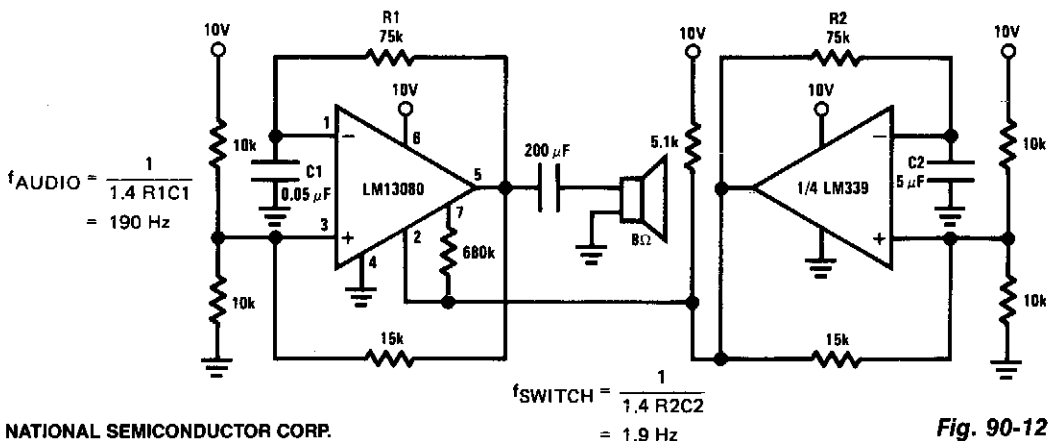 R1
75k
10V
10V
6
1
−
10k
C1
0.05 µF
LM13080
5
7
3
+
2
4
680k
10k
15k
fAUDIO = 1 / 1.4 R1C1
= 190 Hz
200 µF
8Ω
10V
5.1k
R2
75k
10V
10V
1/4 LM339
−
+
C2
5 µF
10k
10k
15k
fSWITCH = 1 / 1.4 R2C2
= 1.9 Hz
NATIONAL SEMICONDUCTOR CORP.
Fig. 90-12